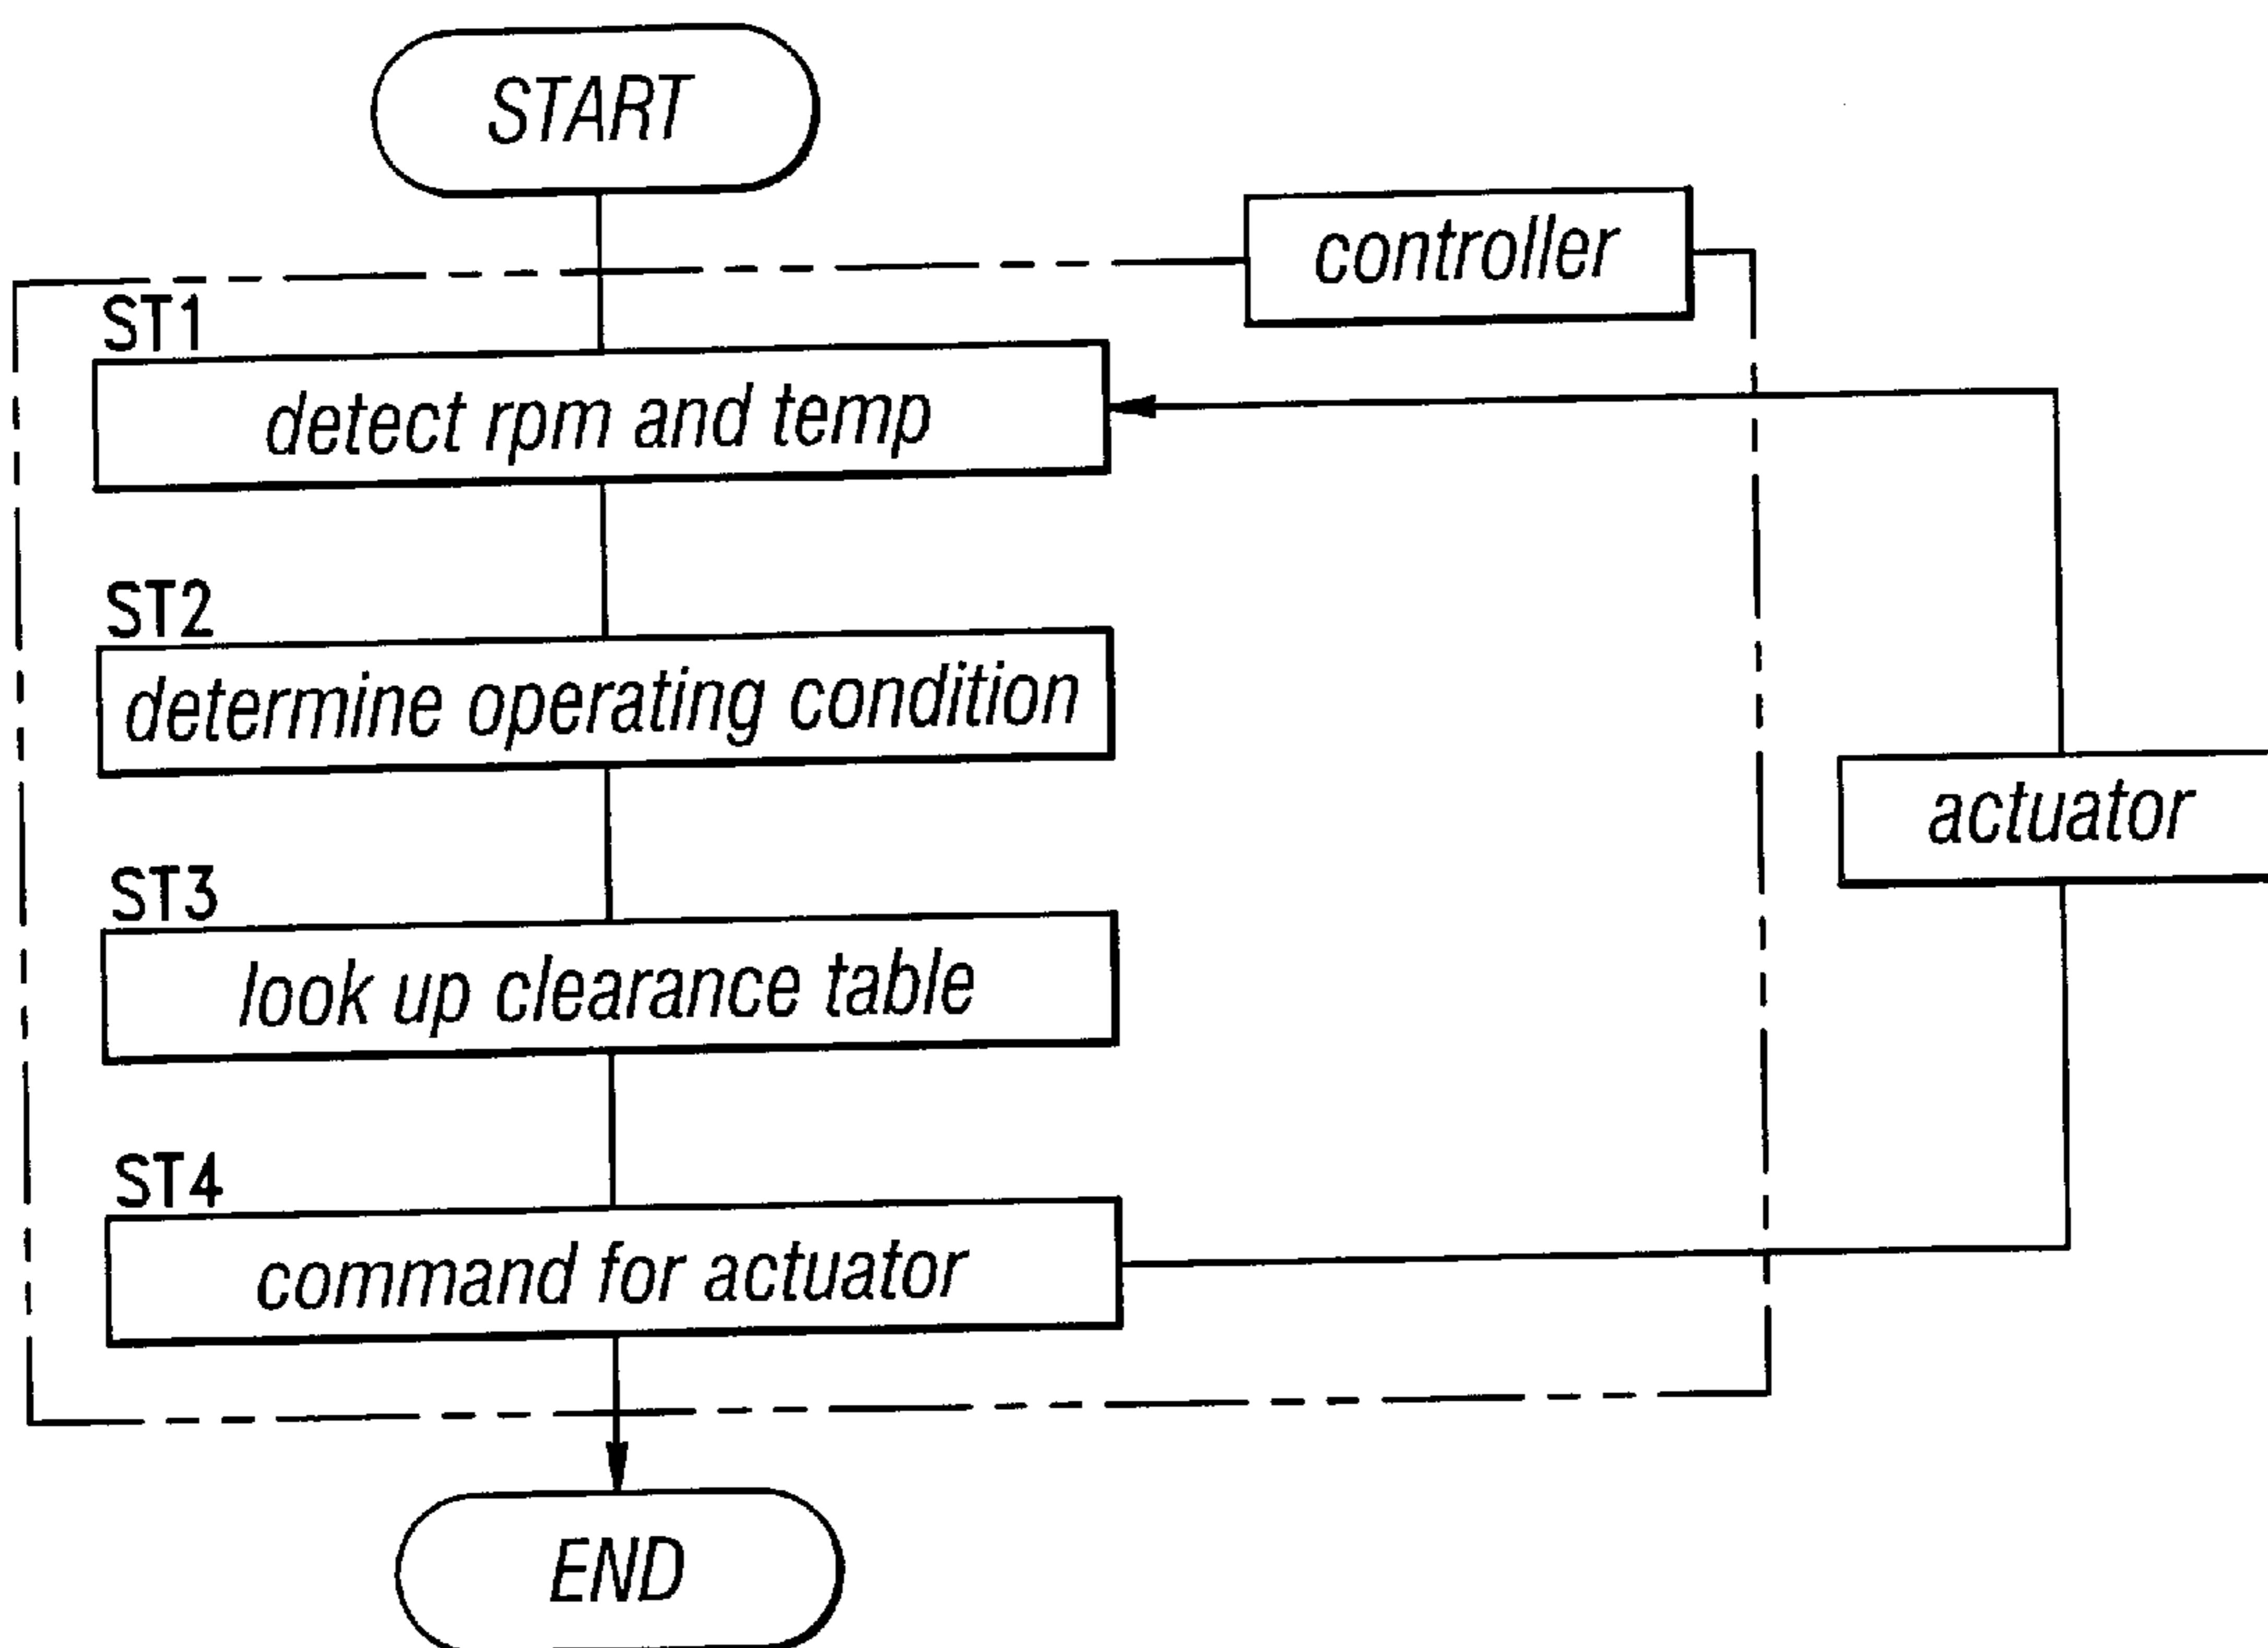 START
controller
ST1
detect rpm and temp
ST2
determine operating condition
actuator
ST3
look up clearance table
ST4
command for actuator
END